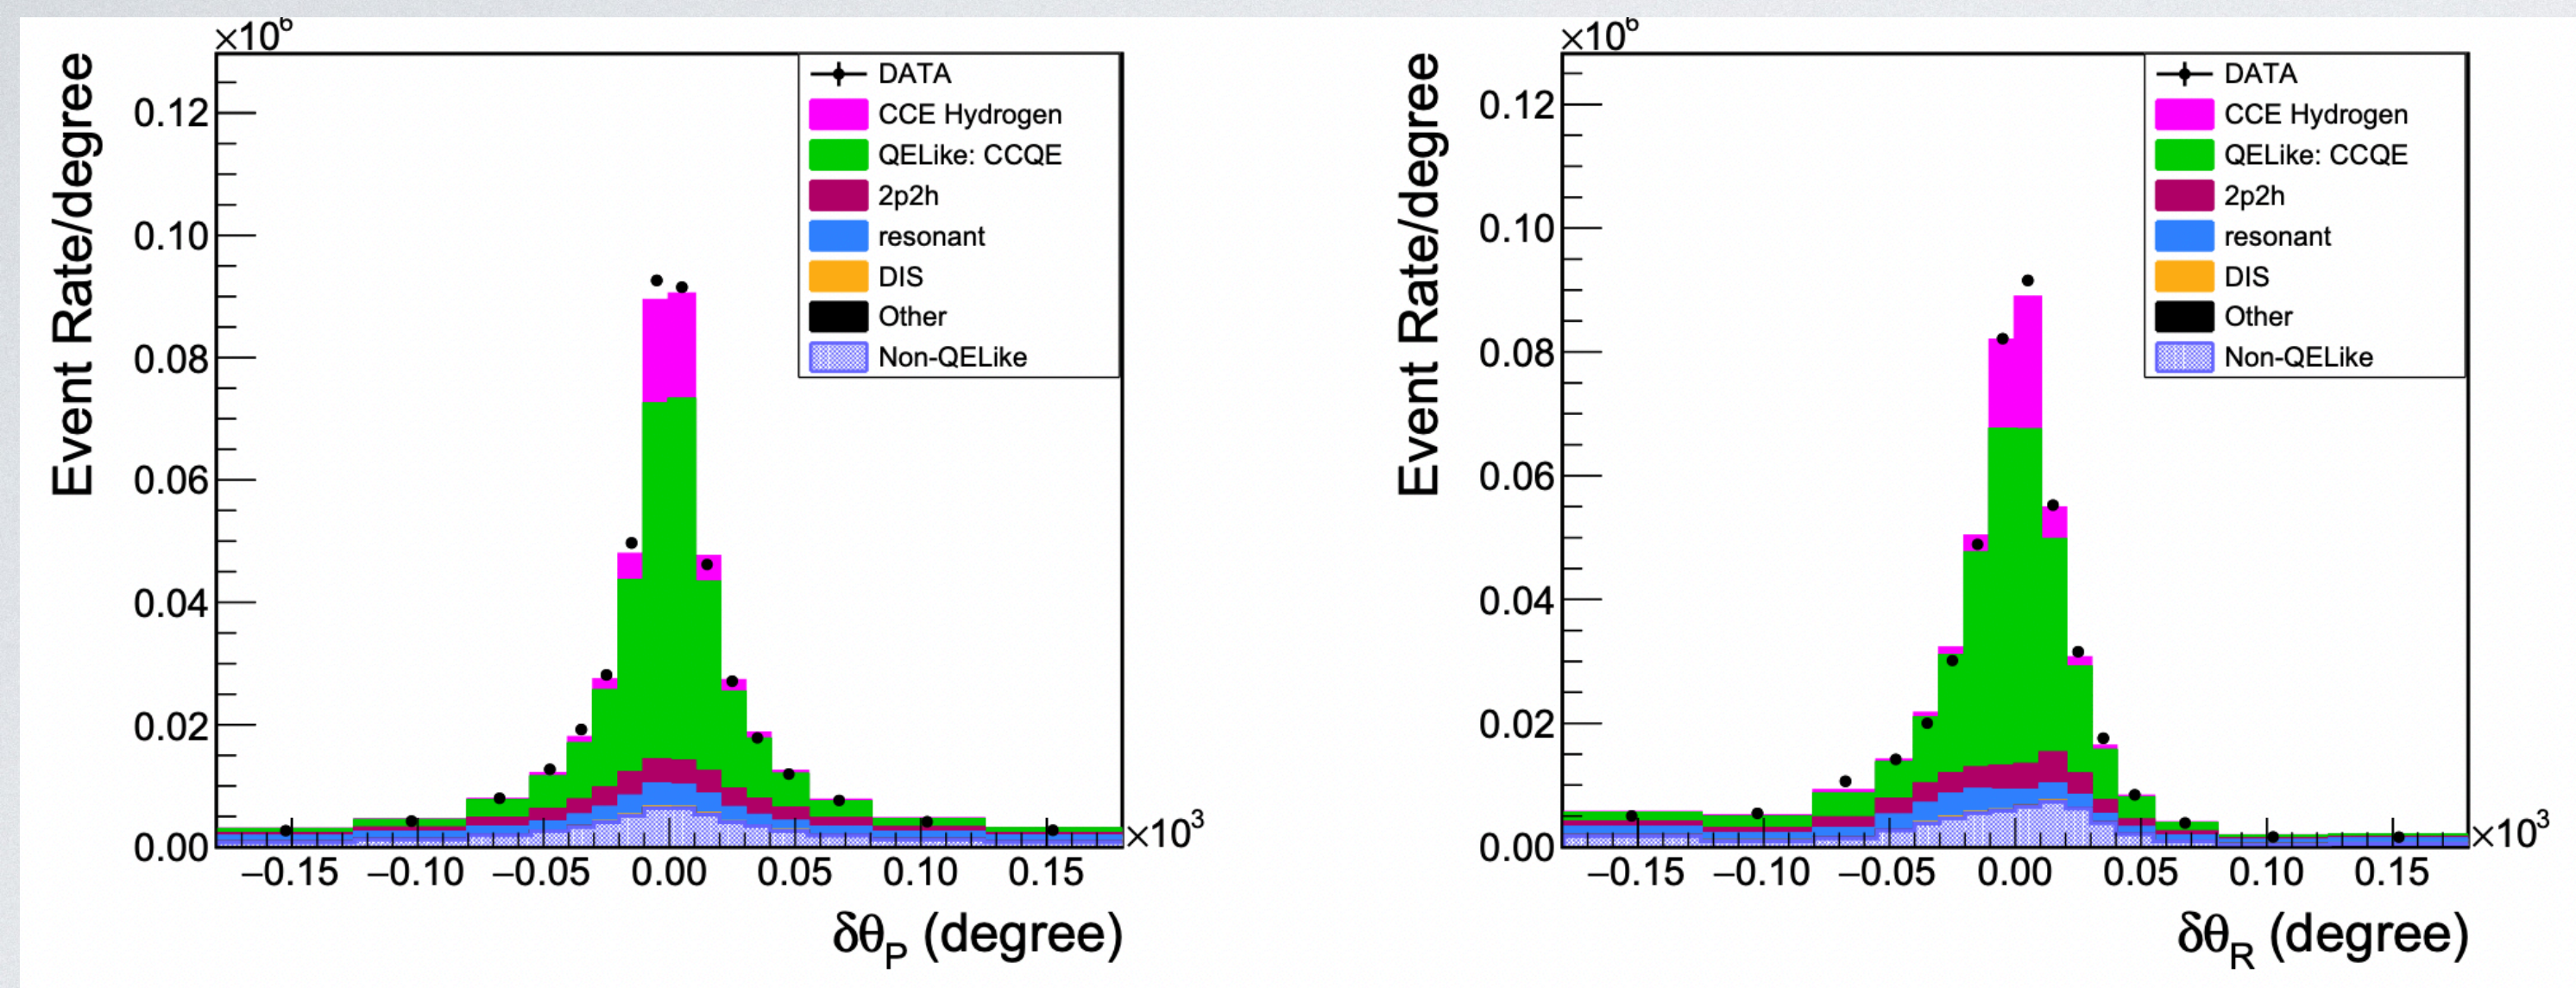 ×10⁶
Event Rate/degree
0.12
0.10
0.08
0.06
0.04
0.02
0.00
DATA
CCE Hydrogen
QELike: CCQE
2p2h
resonant
DIS
Other
Non-QELike
−0.15 −0.10 −0.05 0.00 0.05 0.10 0.15
×10³
δθ_P (degree)
×10⁶
Event Rate/degree
0.12
0.10
0.08
0.06
0.04
0.02
0.00
DATA
CCE Hydrogen
QELike: CCQE
2p2h
resonant
DIS
Other
Non-QELike
−0.15 −0.10 −0.05 0.00 0.05 0.10 0.15
×10³
δθ_R (degree)